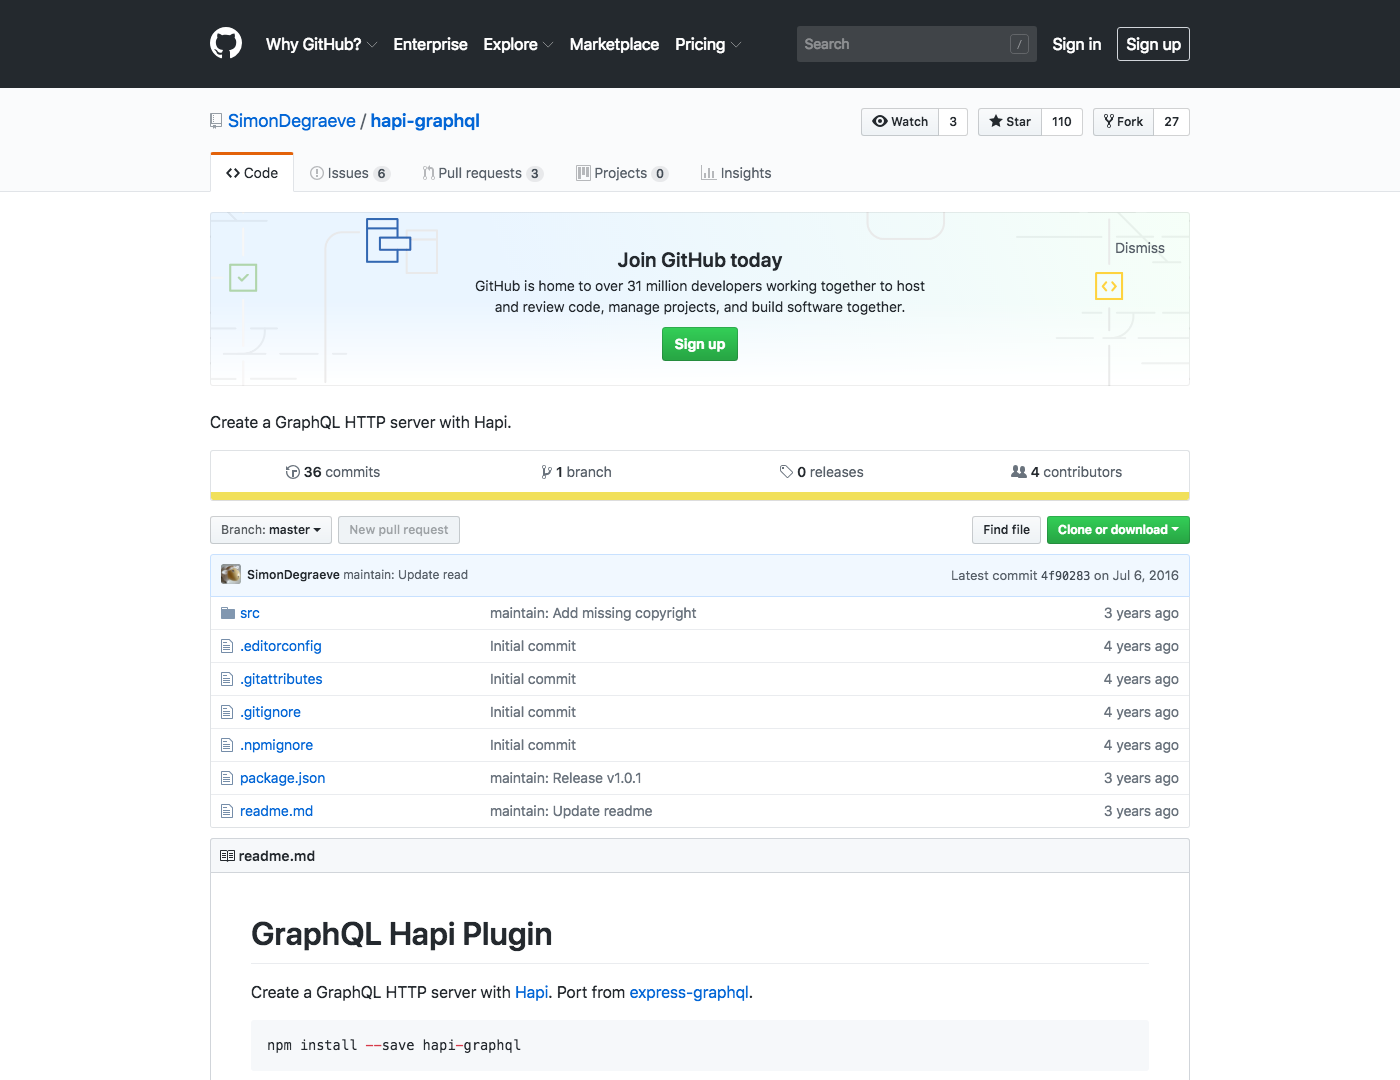 Why GitHub? Enterprise Explore Marketplace Pricing Search / Sign in Sign up
SimonDegraeve / hapi-graphql Watch 3 Star 110 Fork 27
Code Issues 6 Pull requests 3 Projects 0 Insights
Dismiss
Join GitHub today
GitHub is home to over 31 million developers working together to host
and review code, manage projects, and build software together.
Sign up
Create a GraphQL HTTP server with Hapi.
36 commits 1 branch 0 releases 4 contributors
Branch: master New pull request Find file Clone or download
SimonDegraeve maintain: Update read Latest commit 4f90283 on Jul 6, 2016
src maintain: Add missing copyright 3 years ago
.editorconfig Initial commit 4 years ago
.gitattributes Initial commit 4 years ago
.gitignore Initial commit 4 years ago
.npmignore Initial commit 4 years ago
package.json maintain: Release v1.0.1 3 years ago
readme.md maintain: Update readme 3 years ago
readme.md
GraphQL Hapi Plugin
Create a GraphQL HTTP server with Hapi. Port from express-graphql.
npm install --save hapi-graphql